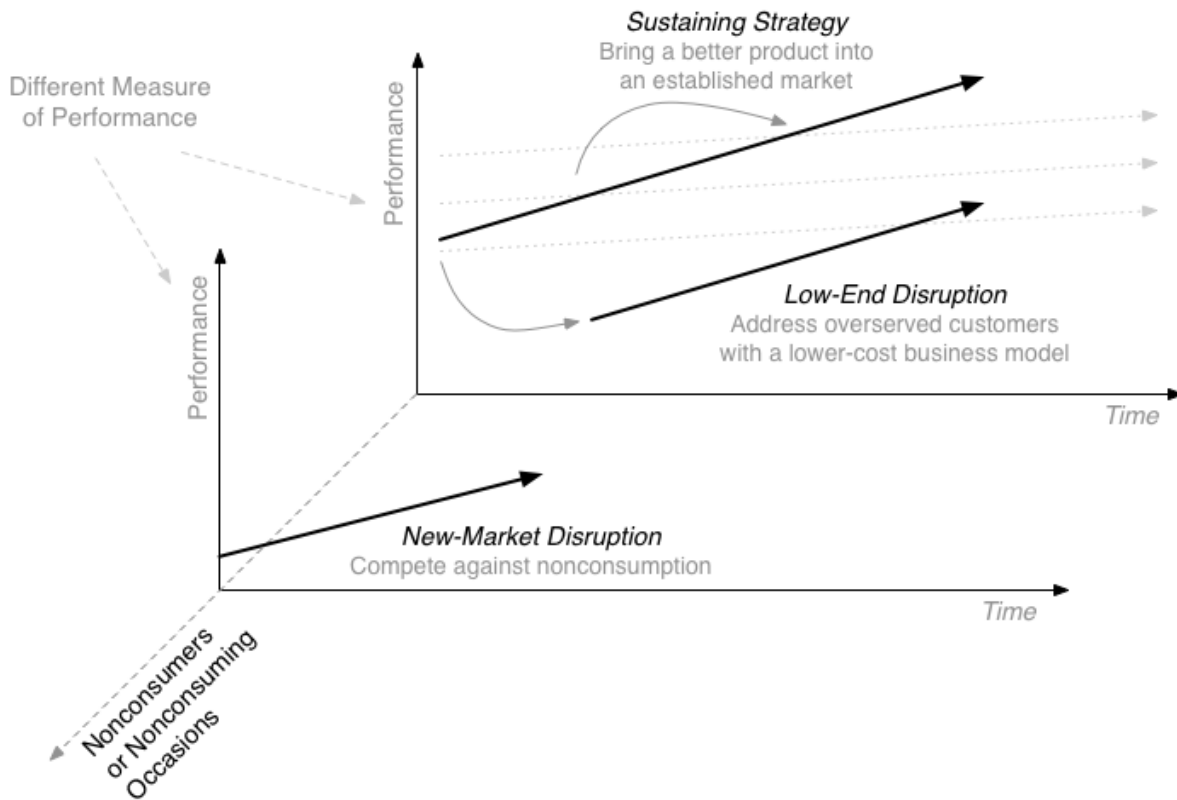 Sustaining Strategy
Bring a better product into
an established market
Different Measure
of Performance
Performance
Low-End Disruption
Address overserved customers
with a lower-cost business model
Time
Performance
New-Market Disruption
Compete against nonconsumption
Time
Nonconsumers
or Nonconsuming
Occasions